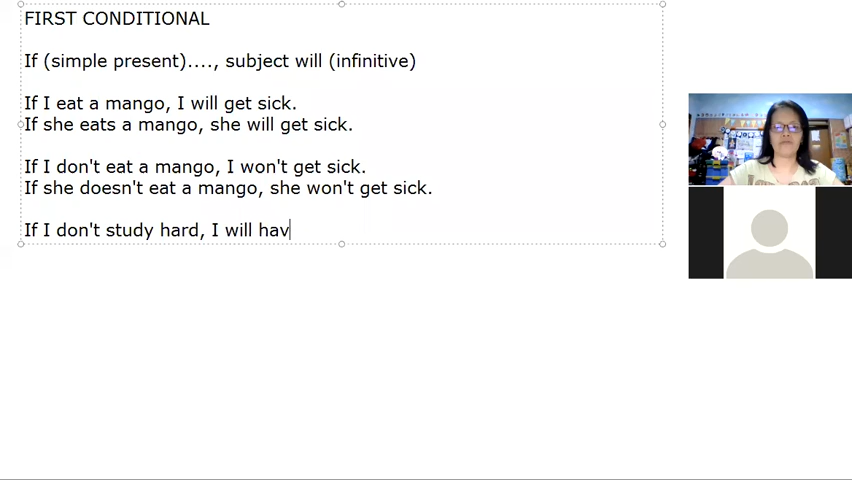 FIRST CONDITIONAL
If (simple present)...., subject will (infinitive)
If I eat a mango, I will get sick.
If she eats a mango, she will get sick.
If I don't eat a mango, I won't get sick.
If she doesn't eat a mango, she won't get sick.
If I don't study hard, I will hav